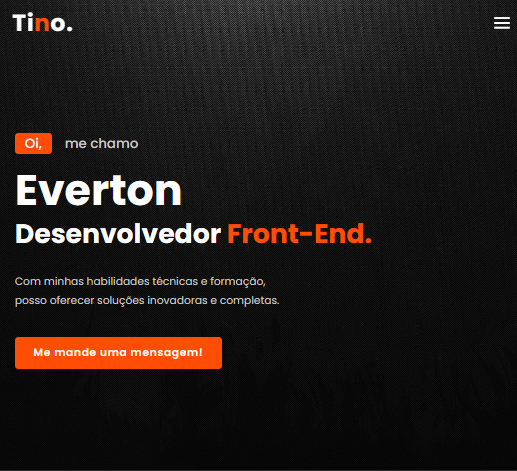 Tino.
Oi, me chamo
Everton
Desenvolvedor Front-End.
Com minhas habilidades técnicas e formação,
posso oferecer soluções inovadoras e completas.
Me mande uma mensagem!